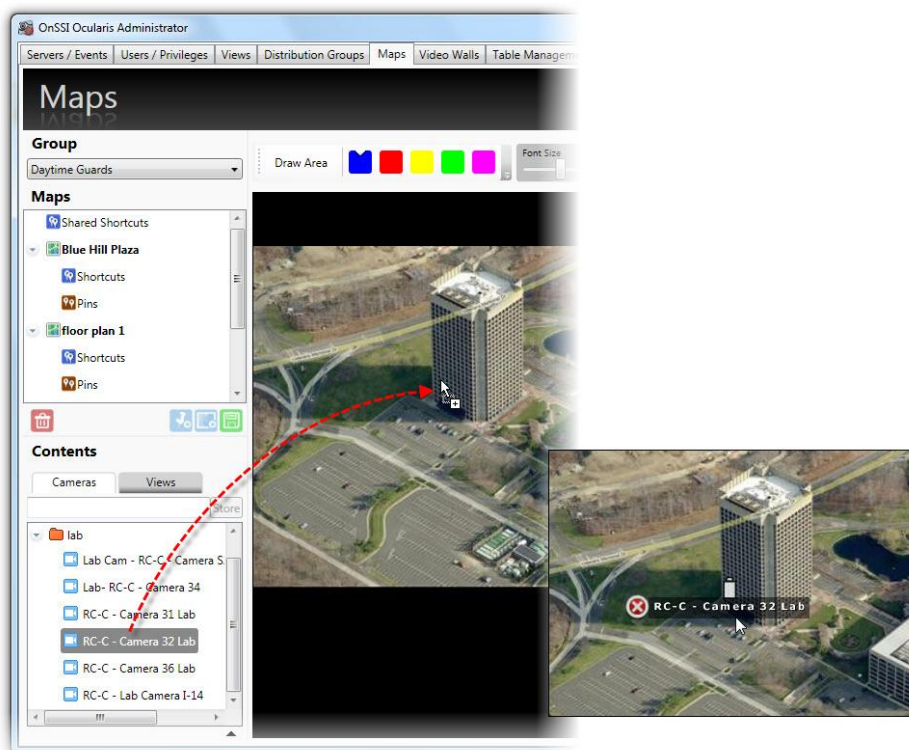 OnSSI Ocularis Administrator
Servers / Events Users / Privileges Views Distribution Groups Maps Video Walls Table Managem
Maps
Group
Daytime Guards
Draw Area
Font Size
Maps
Shared Shortcuts
Blue Hill Plaza
Shortcuts
Pins
floor plan 1
Shortcuts
Pins
Contents
Cameras Views
Store
lab
Lab Cam - RC-C - Camera S
Lab- RC-C - Camera 34
RC-C - Camera 31 Lab
RC-C - Camera 32 Lab
RC-C - Camera 36 Lab
RC-C - Lab Camera I-14
RC-C - Camera 32 Lab